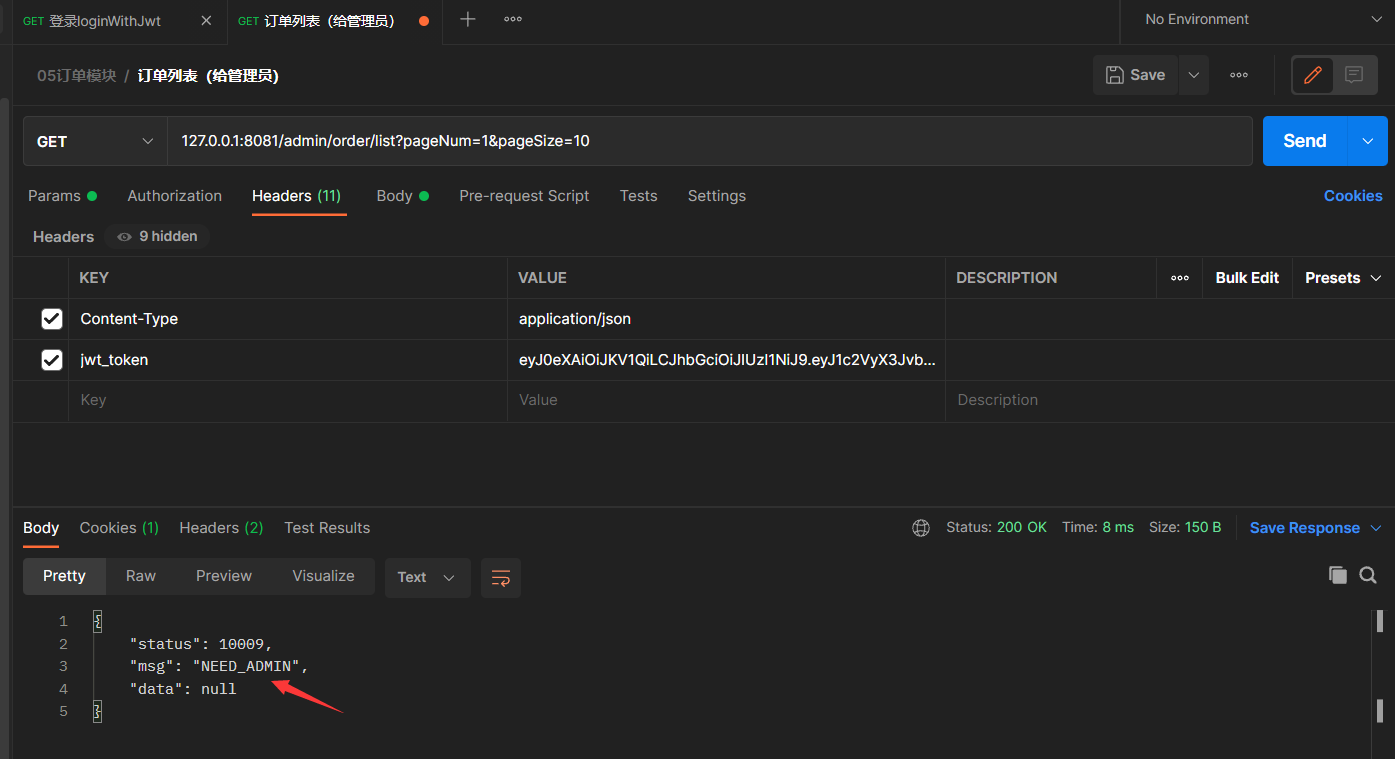 GET 登录loginWithJwt
GET 订单列表（给管理员）
No Environment
05订单模块 / 订单列表（给管理员）
Save
GET
127.0.0.1:8081/admin/order/list?pageNum=1&pageSize=10
Send
Params Authorization Headers (11) Body Pre-request Script Tests Settings Cookies
Headers 9 hidden
KEY VALUE DESCRIPTION Bulk Edit Presets
Content-Type application/json
jwt_token eyJ0eXAiOiJKV1QiLCJhbGciOiJIUzI1NiJ9.eyJ1c2VyX3Jvb...
Key Value Description
Body Cookies (1) Headers (2) Test Results Status: 200 OK Time: 8 ms Size: 150 B Save Response
Pretty Raw Preview Visualize Text
1 {
2 "status": 10009,
3 "msg": "NEED_ADMIN",
4 "data": null
5 }